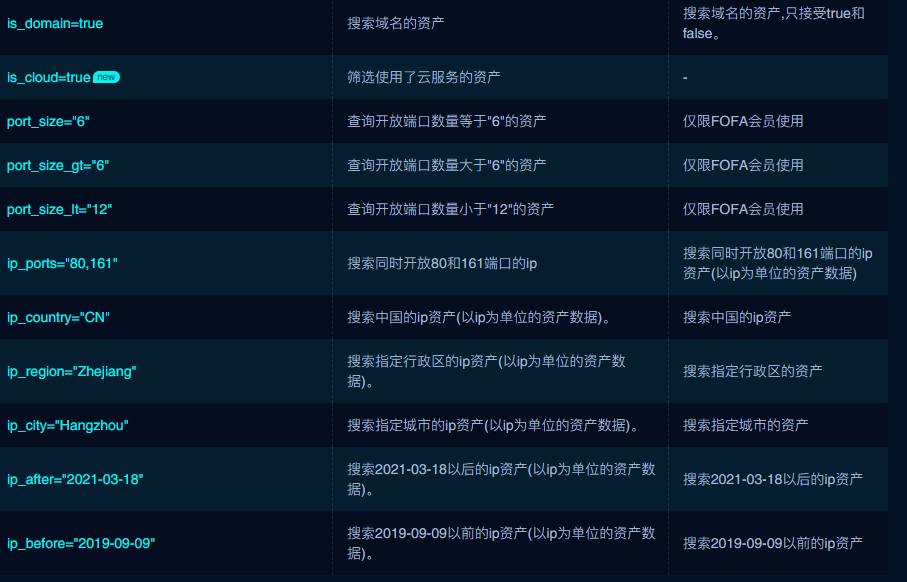 is_domain=true
搜索域名的资产
搜索域名的资产,只接受true和
false。
is_cloud=true new
筛选使用了云服务的资产
-
port_size="6"
查询开放端口数量等于"6"的资产
仅限FOFA会员使用
port_size_gt="6"
查询开放端口数量大于"6"的资产
仅限FOFA会员使用
port_size_lt="12"
查询开放端口数量小于"12"的资产
仅限FOFA会员使用
ip_ports="80,161"
搜索同时开放80和161端口的ip
搜索同时开放80和161端口的ip
资产(以ip为单位的资产数据)
ip_country="CN"
搜索中国的ip资产(以ip为单位的资产数据)。
搜索中国的ip资产
ip_region="Zhejiang"
搜索指定行政区的ip资产(以ip为单位的资产数
据)。
搜索指定行政区的资产
ip_city="Hangzhou"
搜索指定城市的ip资产(以ip为单位的资产数据)。
搜索指定城市的资产
ip_after="2021-03-18"
搜索2021-03-18以后的ip资产(以ip为单位的资产数
据)。
搜索2021-03-18以后的ip资产
ip_before="2019-09-09"
搜索2019-09-09以前的ip资产(以ip为单位的资产数
据)。
搜索2019-09-09以前的ip资产